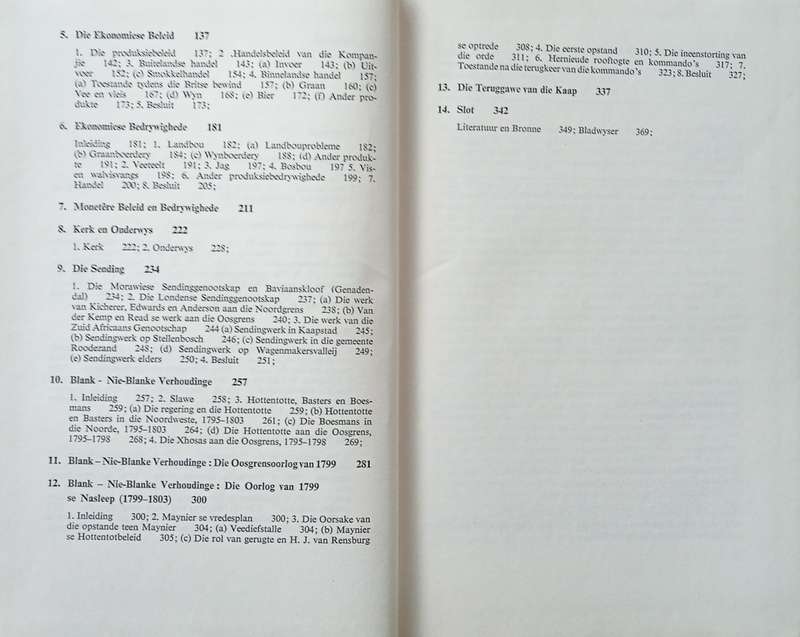 5. Die Ekonomiese Beleid 137
1. Die produksiebeleid 137; 2 .Handelsbeleid van die Kompan-
jie 142; 3. Buitelandse handel 143; (a) Invoer 143; (b) Uit-
voer 152; (c) Smokkelhandel 154; 4. Binnelandse handel 157;
(a) Toestande tydens die Britse bewind 157; (b) Graan 160; (c)
Vee en vleis 167; (d) Wyn 168; (e) Bier 172; (f) Ander pro-
dukte 173; 5. Besluit 173;
6. Ekonomiese Bedrywighede 181
Inleiding 181; 1. Landbou 182; (a) Landbouprobleme 182;
(b) Graanboerdery 184; (c) Wynboerdery 188; (d) Ander produk-
te 191; 2. Veeteelt 191; 3. Jag 197; 4. Bosbou 197 5. Vis-
en walvisvangs 198; 6. Ander produksiebedrywighede 199; 7.
Handel 200; 8. Besluit 205;
7. Monetêre Beleid en Bedrywighede 211
8. Kerk en Onderwys 222
1. Kerk 222; 2. Onderwys 228;
9. Die Sending 234
1. Die Morawiese Sendinggenootskap en Baviaanskloof (Genaden-
dal) 234; 2. Die Londense Sendinggenootskap 237; (a) Die werk
van Kicherer, Edwards en Anderson aan die Noordgrens 238; (b) Van
der Kemp en Read se werk aan die Oosgrens 240; 3. Die werk van die
Zuid Africaans Genootschap 244 (a) Sendingwerk in Kaapstad 245;
(b) Sendingwerk op Stellenbosch 246; (c) Sendingwerk in die gemeente
Roodezand 248; (d) Sendingwerk op Wagenmakersvalleij 249;
(e) Sendingwerk elders 250; 4. Besluit 251;
10. Blank - Nie-Blanke Verhoudinge 257
1. Inleiding 257; 2. Slawe 258; 3. Hottentotte, Basters en Boes-
mans 259; (a) Die regering en die Hottentotte 259; (b) Hottentotte
en Basters in die Noordweste, 1795-1803 261; (c) Die Boesmans in
die Noorde, 1795-1803 264; (d) Die Hottentotte aan die Oosgrens,
1795-1798 268; 4. Die Xhosas aan die Oosgrens, 1795-1798 269;
11. Blank – Nie-Blanke Verhoudinge : Die Oosgrensoorlog van 1799 281
12. Blank – Nie-Blanke Verhoudinge : Die Oorlog van 1799
se Nasleep (1799–1803) 300
1. Inleiding 300; 2. Maynier se vredesplan 300; 3. Die Oorsake van
die opstande teen Maynier 304; (a) Veediefstalle 304; (b) Maynier
se Hottentotbeleid 305; (c) Die rol van gerugte en H. J. van Rensburg
se optrede 308; 4. Die eerste opstand 310; 5. Die ineenstorting van
die orde 311; 6. Hernieude rooftogte en kommando's 317; 7.
Toestande na die terugkeer van die kommando's 323; 8. Besluit 327;
13. Die Teruggawe van die Kaap 337
14. Slot 342
Literatuur en Bronne 349; Bladwyser 369;